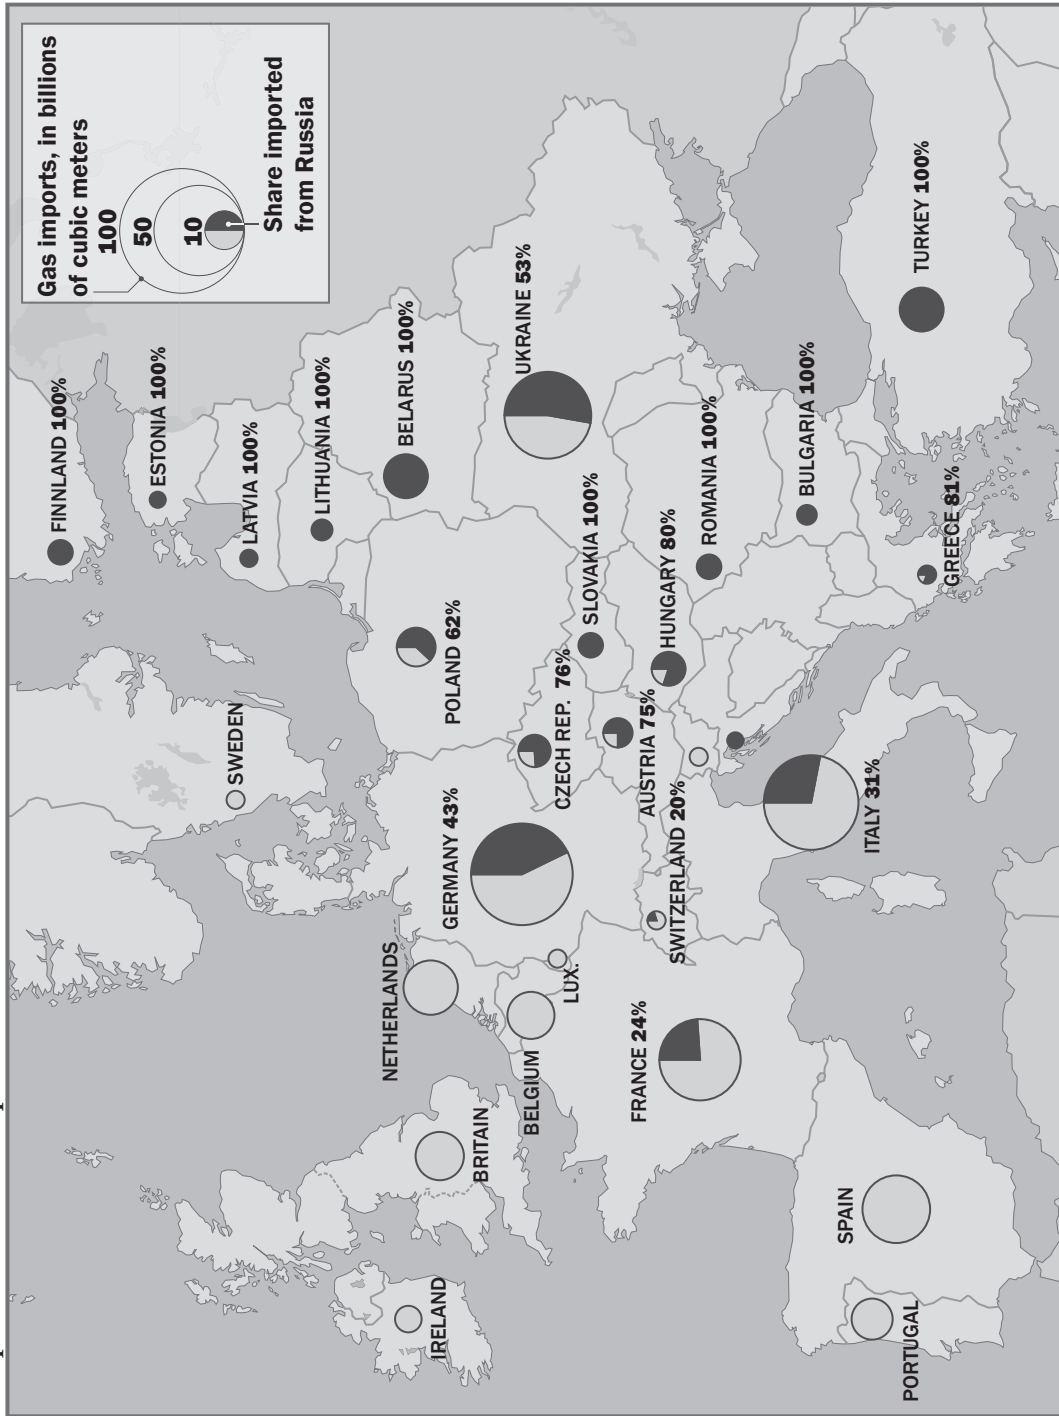 Gas imports, in billions
of cubic meters
100
50
10
Share imported
from Russia
FINNLAND 100%
ESTONIA 100%
LATVIA 100%
LITHUANIA 100%
BELARUS 100%
UKRAINE 53%
SWEDEN
POLAND 62%
CZECH REP. 76%
SLOVAKIA 100%
HUNGARY 80%
ROMANIA 100%
BULGARIA 100%
TURKEY 100%
GREECE 81%
NETHERLANDS
GERMANY 43%
AUSTRIA 75%
SWITZERLAND 20%
ITALY 31%
IRELAND
BRITAIN
BELGIUM
LUX.
FRANCE 24%
SPAIN
PORTUGAL